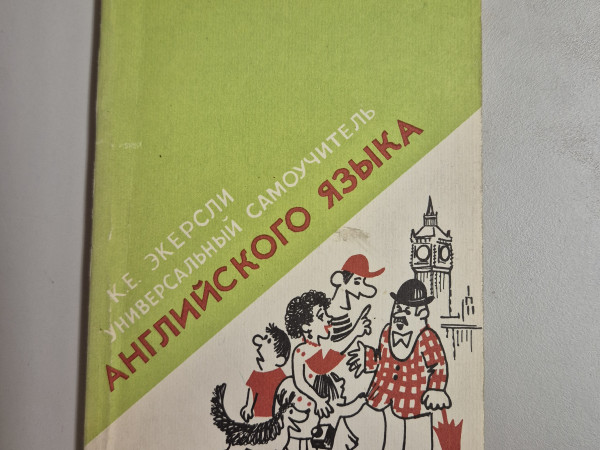 К.Е. ЭКЕРСЛИ
УНИВЕРСАЛЬНЫЙ САМОУЧИТЕЛЬ
АНГЛИЙСКОГО ЯЗЫКА